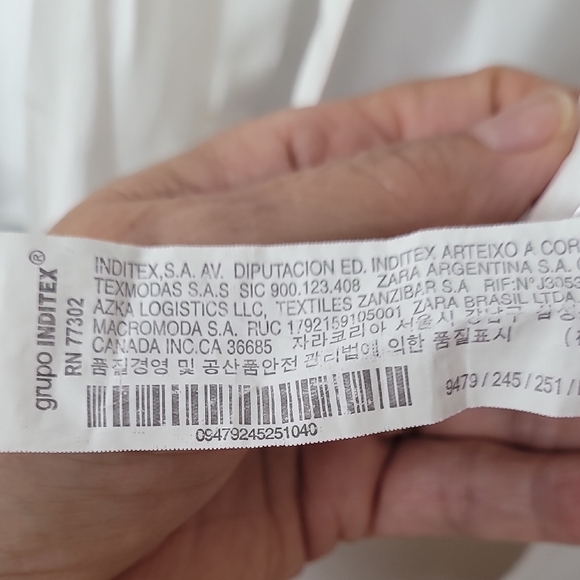 grupo INDITEX®
RN 77302
INDITEX,S.A. AV. DIPUTACION ED. INDITEX ARTEIXO A COR
TEXMODAS S.A.S SIC 900.123.408 ZARA ARGENTINA S.A.
AZKA LOGISTICS LLC, TEXTILES ZANZIBAR S.A RIF:Nº J3053
MACROMODA S.A. RUC 1792159105001 ZARA BRASIL LTDA
CANADA INC.CA 36685 자라코리아 서울시 강남구
품질경영 및 공산품안전 관리법에 의한 품질표시 (
9479/245/251/
09479245251040